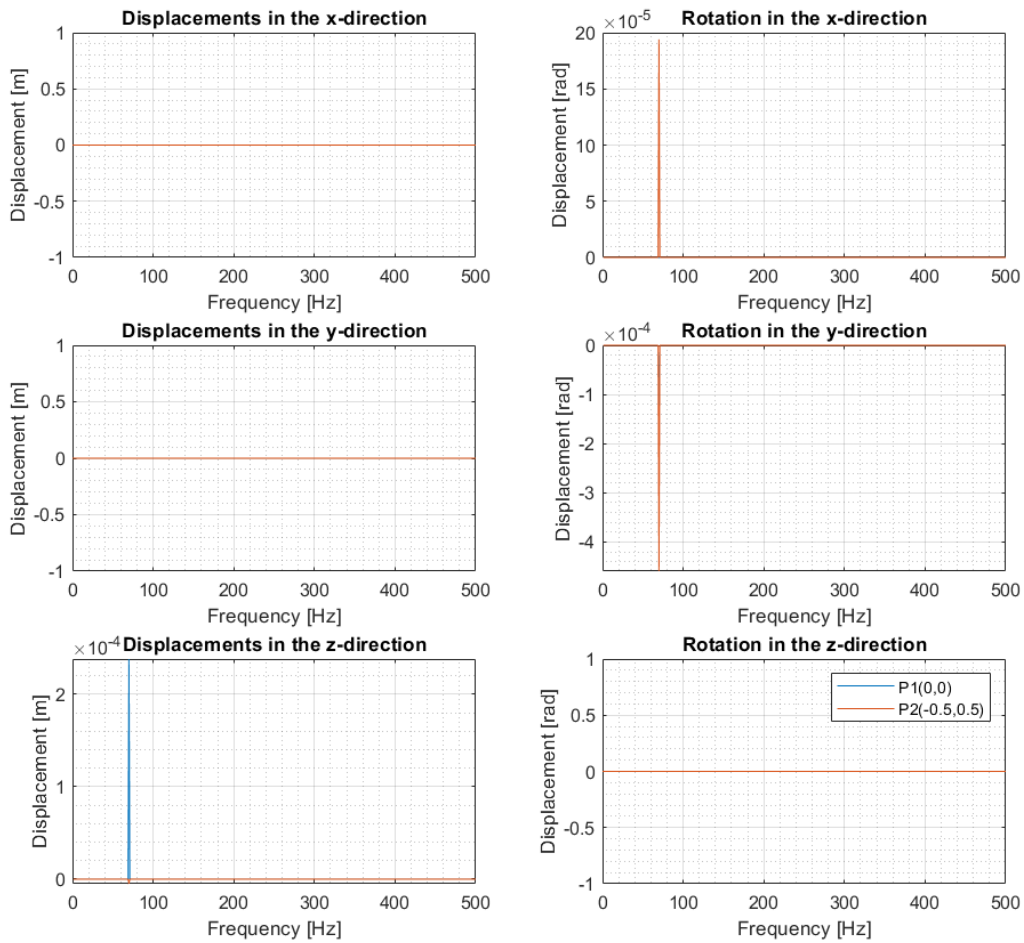 Displacements in the x-direction
1
0.5
0
-0.5
-1
Displacement [m]
0 100 200 300 400 500
Frequency [Hz]
×10-5 Rotation in the x-direction
20
15
10
5
0
Displacement [rad]
0 100 200 300 400 500
Frequency [Hz]
Displacements in the y-direction
1
0.5
0
-0.5
-1
Displacement [m]
0 100 200 300 400 500
Frequency [Hz]
×10-4 Rotation in the y-direction
0
-1
-2
-3
-4
Displacement [rad]
0 100 200 300 400 500
Frequency [Hz]
×10-4 Displacements in the z-direction
2
1
0
Displacement [m]
0 100 200 300 400 500
Frequency [Hz]
Rotation in the z-direction
1
0.5
0
-0.5
-1
Displacement [rad]
P1(0,0)
P2(-0.5,0.5)
0 100 200 300 400 500
Frequency [Hz]